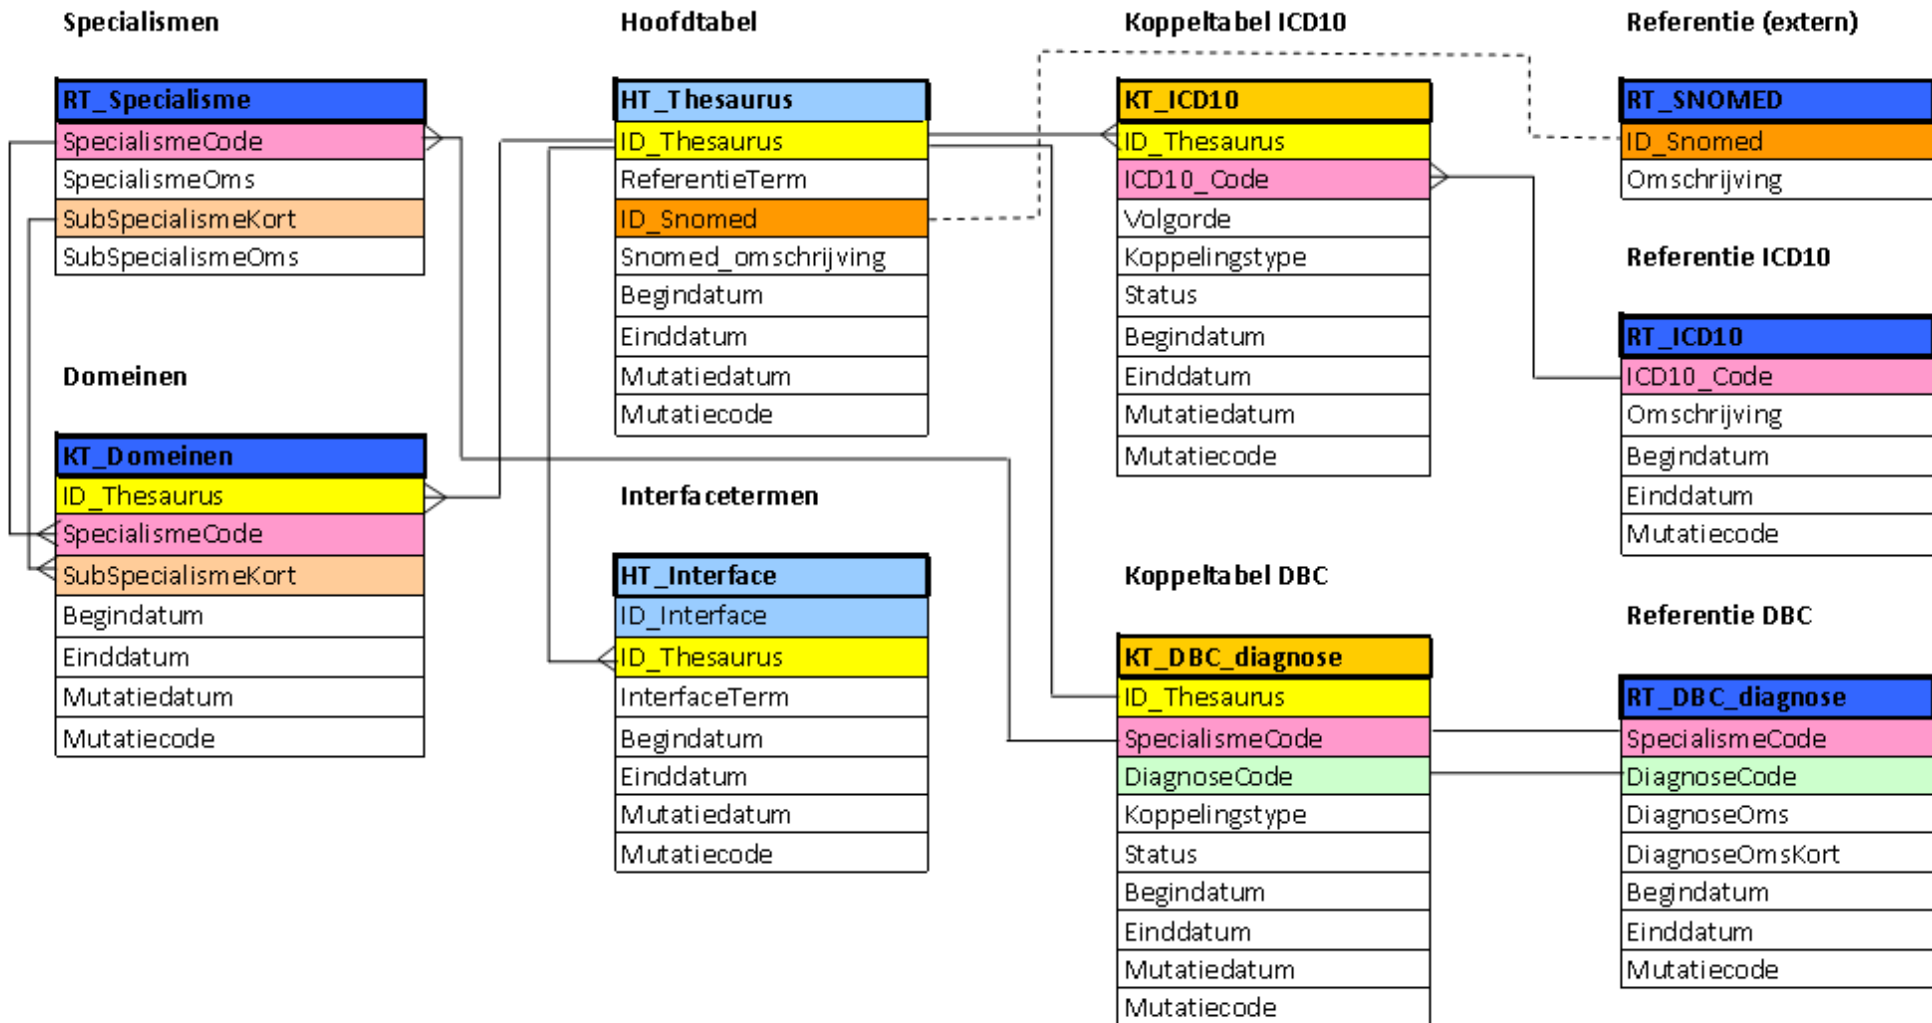 Specialismen
RT_Specialisme
SpecialismeCode
SpecialismeOms
SubSpecialismeKort
SubSpecialismeOms
Domeinen
KT_Domeinen
ID_Thesaurus
SpecialismeCode
SubSpecialismeKort
Begindatum
Einddatum
Mutatiedatum
Mutatiecode
Hoofdtabel
HT_Thesaurus
ID_Thesaurus
ReferentieTerm
ID_Snomed
Snomed_omschrijving
Begindatum
Einddatum
Mutatiedatum
Mutatiecode
Interfacetermen
HT_Interface
ID_Interface
ID_Thesaurus
InterfaceTerm
Begindatum
Einddatum
Mutatiedatum
Mutatiecode
Koppeltabel ICD10
KT_ICD10
ID_Thesaurus
ICD10_Code
Volgorde
Koppelingstype
Status
Begindatum
Einddatum
Mutatiedatum
Mutatiecode
Koppeltabel DBC
KT_DBC_diagnose
ID_Thesaurus
SpecialismeCode
DiagnoseCode
Koppelingstype
Status
Begindatum
Einddatum
Mutatiedatum
Mutatiecode
Referentie (extern)
RT_SNOMED
ID_Snomed
Omschrijving
Referentie ICD10
RT_ICD10
ICD10_Code
Omschrijving
Begindatum
Einddatum
Mutatiecode
Referentie DBC
RT_DBC_diagnose
SpecialismeCode
DiagnoseCode
DiagnoseOms
DiagnoseOmsKort
Begindatum
Einddatum
Mutatiecode